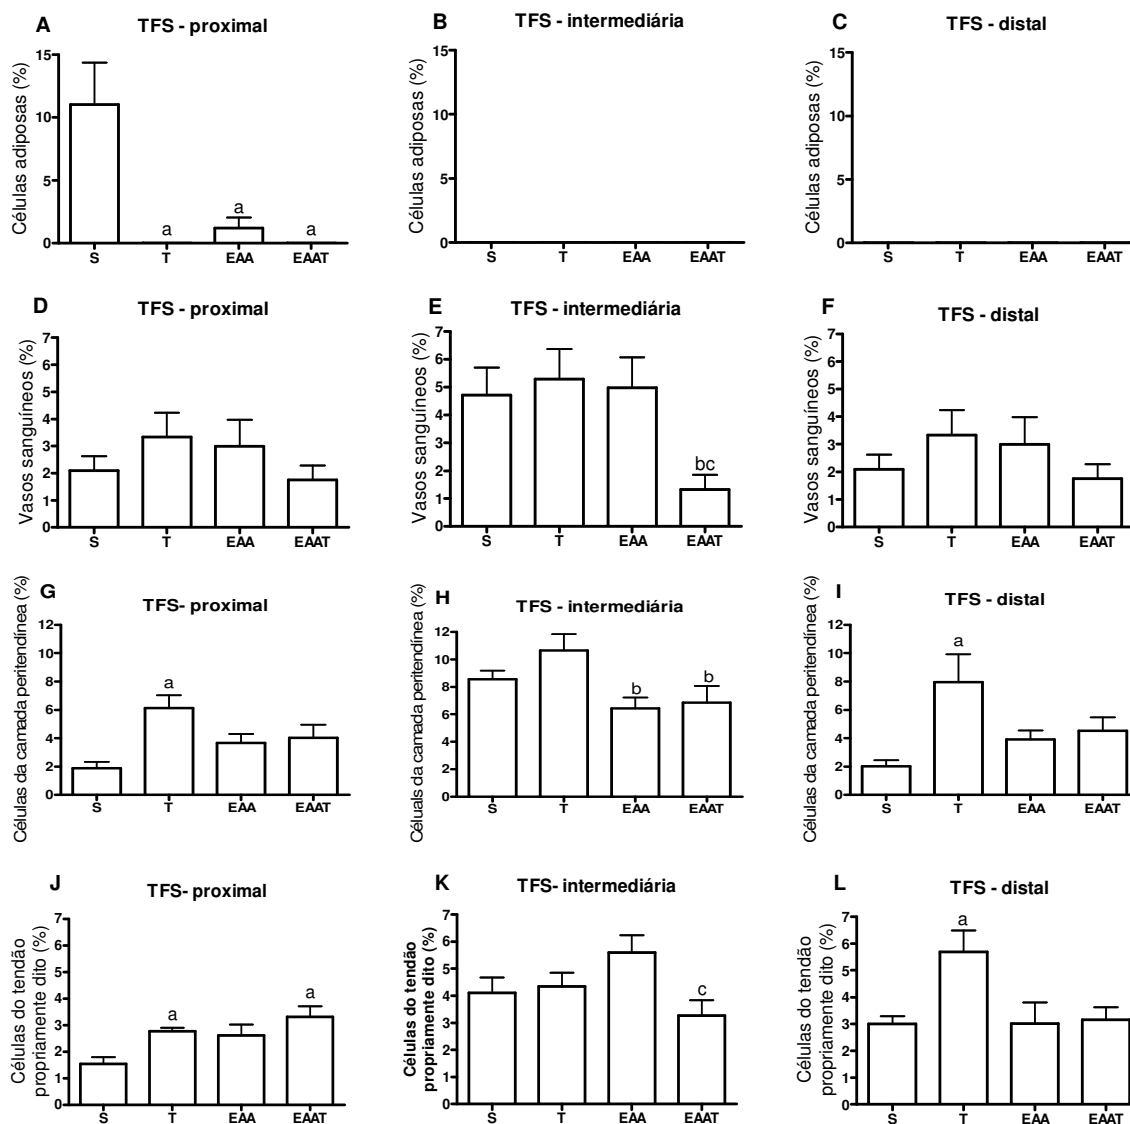 A
TFS - proximal
Células adiposas (%)
15
10
5
0
a
a
a
S T EAA EAAT
B
TFS - intermediária
Células adiposas (%)
15
10
5
0
S T EAA EAAT
C
TFS - distal
Células adiposas (%)
15
10
5
0
S T EAA EAAT
D
TFS - proximal
Vasos sanguíneos (%)
7
6
5
4
3
2
1
0
S T EAA EAAT
E
TFS - intermediária
Vasos sanguíneos (%)
7
6
5
4
3
2
1
0
bc
S T EAA EAAT
F
TFS - distal
Vasos sanguíneos (%)
7
6
5
4
3
2
1
0
S T EAA EAAT
G
TFS- proximal
Células da camada peritendínea (%)
12
10
8
6
4
2
0
a
S T EAA EAAT
H
TFS - intermediária
Céluals da camada peritendínea (%)
12
10
8
6
4
2
0
b
b
S T EAA EAAT
I
TFS - distal
Células da camada peritendínea (%)
12
10
8
6
4
2
0
a
S T EAA EAAT
J
TFS- proximal
Células do tendão
propriamente dito (%)
7
6
5
4
3
2
1
0
a
a
S T EAA EAAT
K
TFS- intermediária
Células do tendão
propriamente dito (%)
7
6
5
4
3
2
1
0
c
S T EAA EAAT
L
TFS - distal
Células do tendão
propriamente dito (%)
7
6
5
4
3
2
1
0
a
S T EAA EAAT